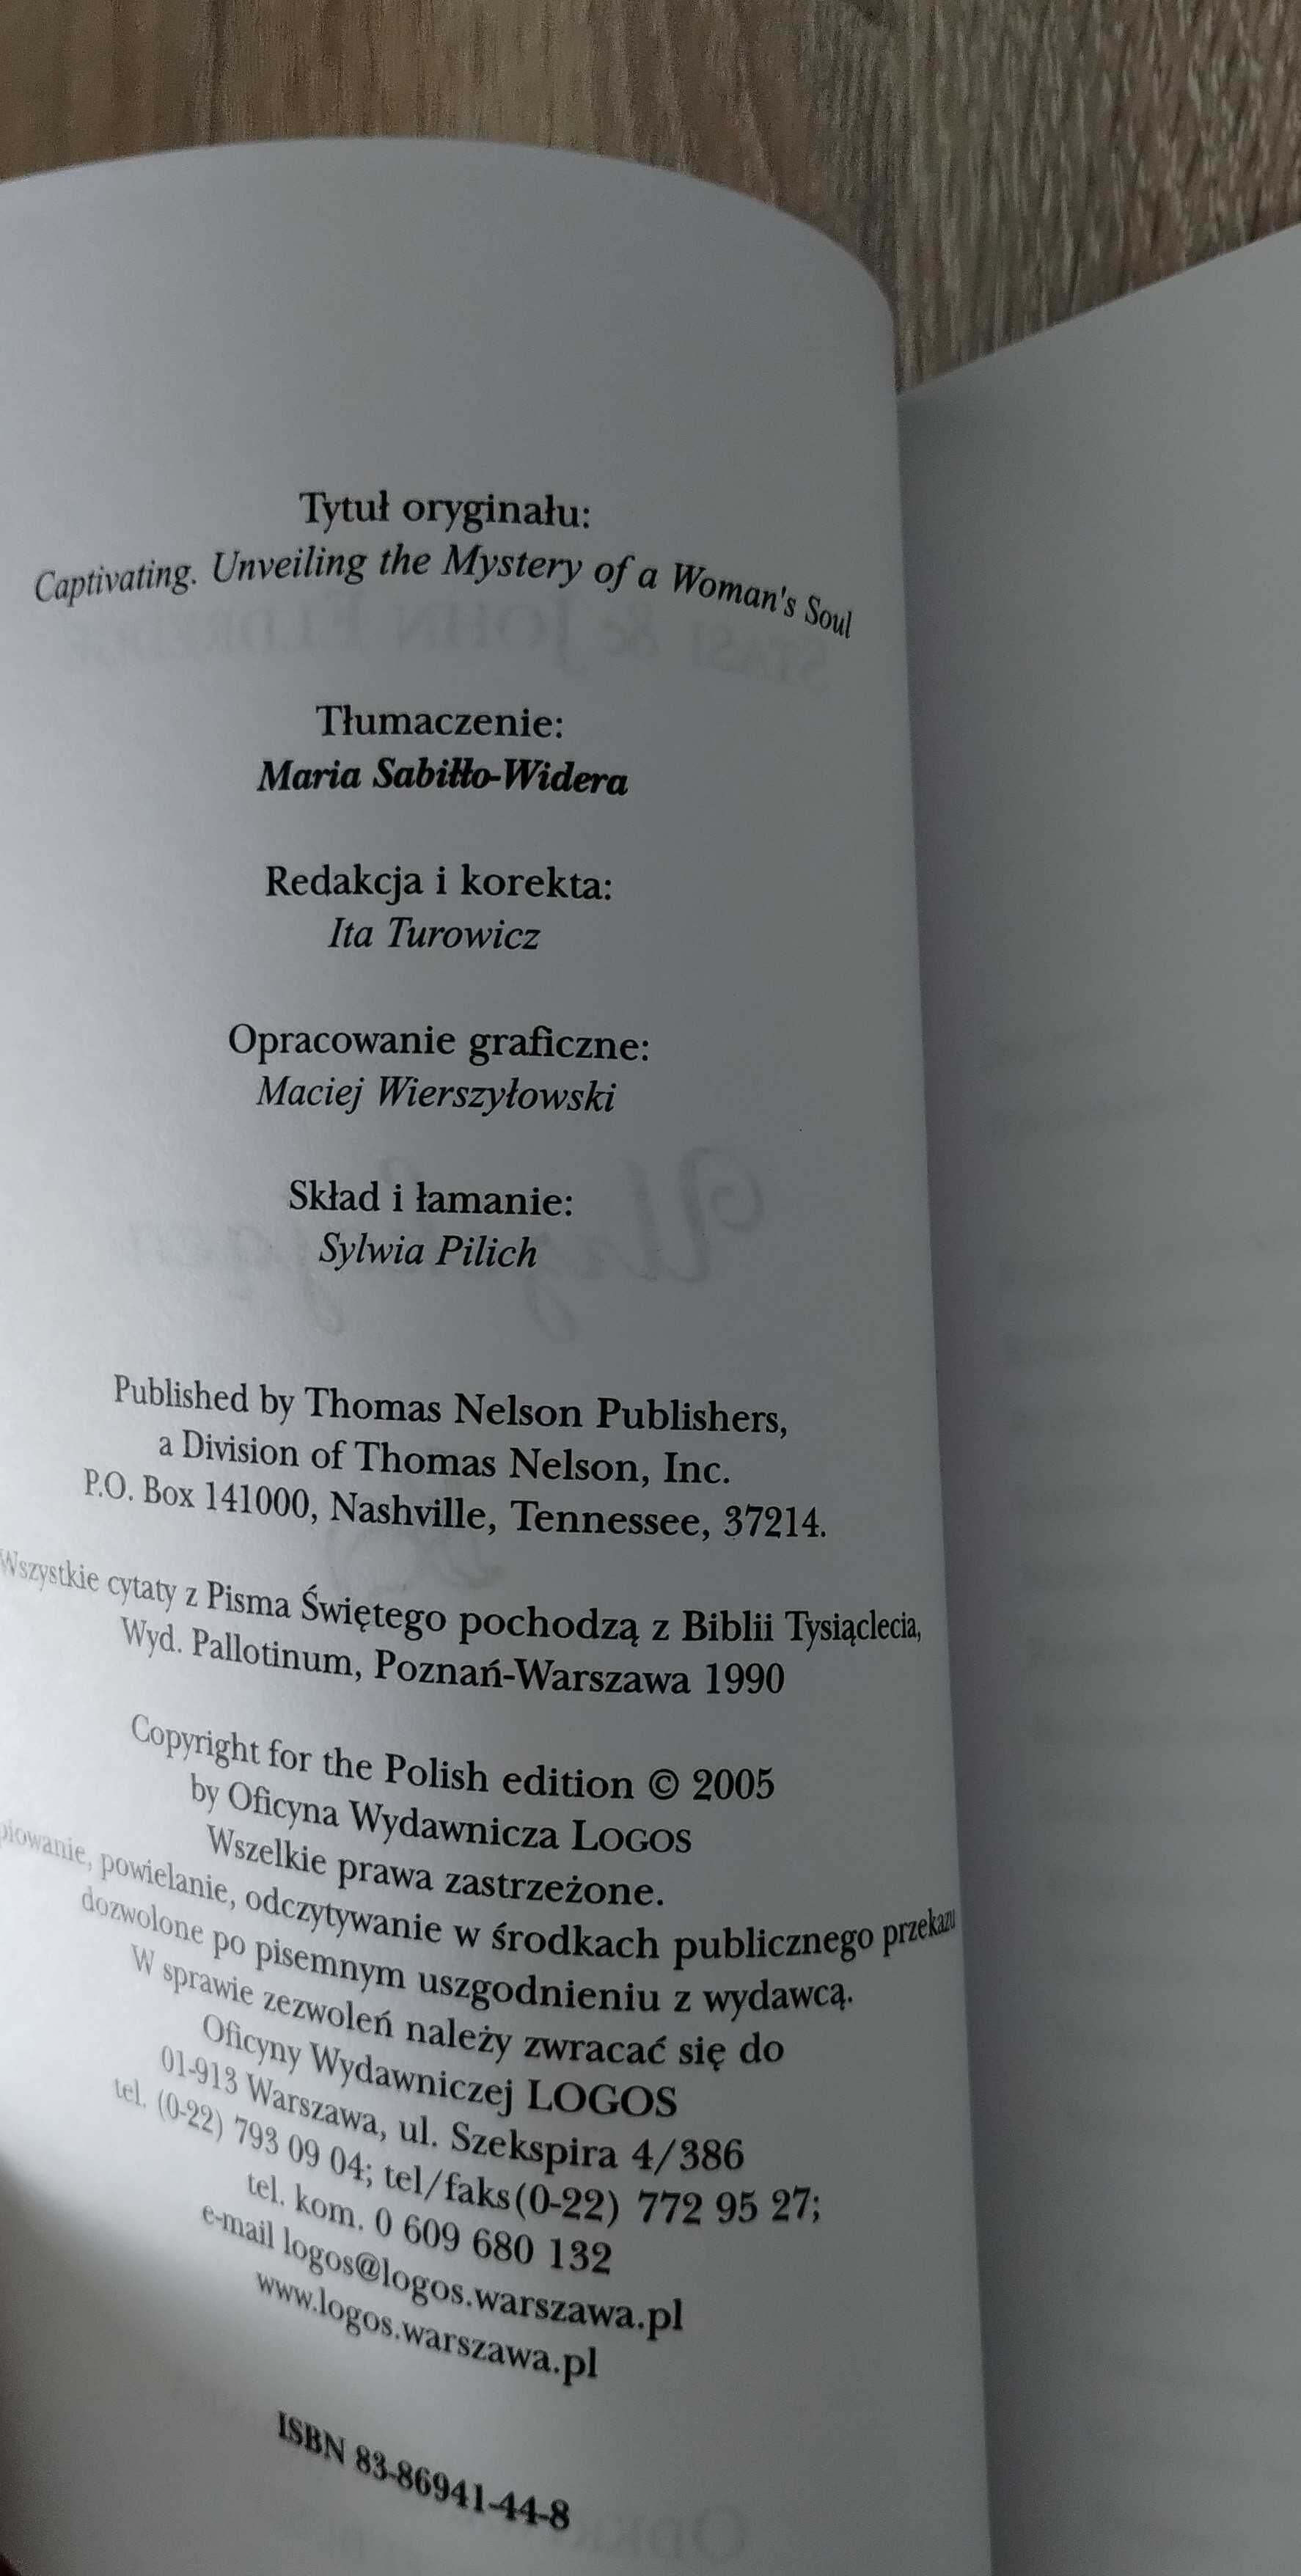 Tytuł oryginału:
Captivating. Unveiling the Mystery of a Woman's Soul
Tłumaczenie:
Maria Sabiłło-Widera
Redakcja i korekta:
Ita Turowicz
Opracowanie graficzne:
Maciej Wierszyłowski
Skład i łamanie:
Sylwia Pilich
Published by Thomas Nelson Publishers,
a Division of Thomas Nelson, Inc.
P.O. Box 141000, Nashville, Tennessee, 37214.
Wszystkie cytaty z Pisma Świętego pochodzą z Biblii Tysiąclecia,
Wyd. Pallotinum, Poznań-Warszawa 1990
Copyright for the Polish edition © 2005
by Oficyna Wydawnicza LOGOS
Wszelkie prawa zastrzeżone.
powielanie, odczytywanie w środkach publicznego przekazu
dozwolone po pisemnym uszgodnieniu z wydawcą.
W sprawie zezwoleń należy zwracać się do
Oficyny Wydawniczej LOGOS
01-913 Warszawa, ul. Szekspira 4/386
tel. (0-22) 793 09 04; tel/faks(0-22) 772 95 27;
tel. kom. 0 609 680 132
e-mail logos@logos.warszawa.pl
www.logos.warszawa.pl
ISBN 83-86941-44-8